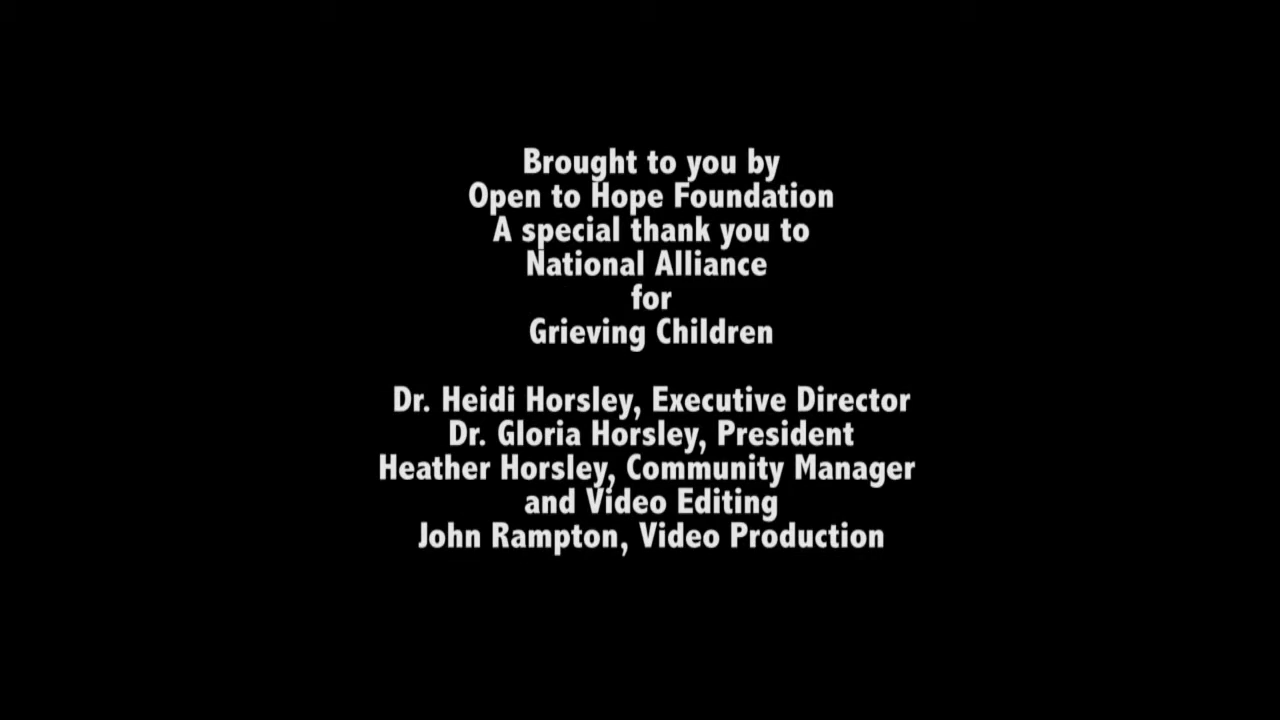 Brought to you by
Open to Hope Foundation
A special thank you to
National Alliance
for
Grieving Children
Dr. Heidi Horsley, Executive Director
Dr. Gloria Horsley, President
Heather Horsley, Community Manager
and Video Editing
John Rampton, Video Production